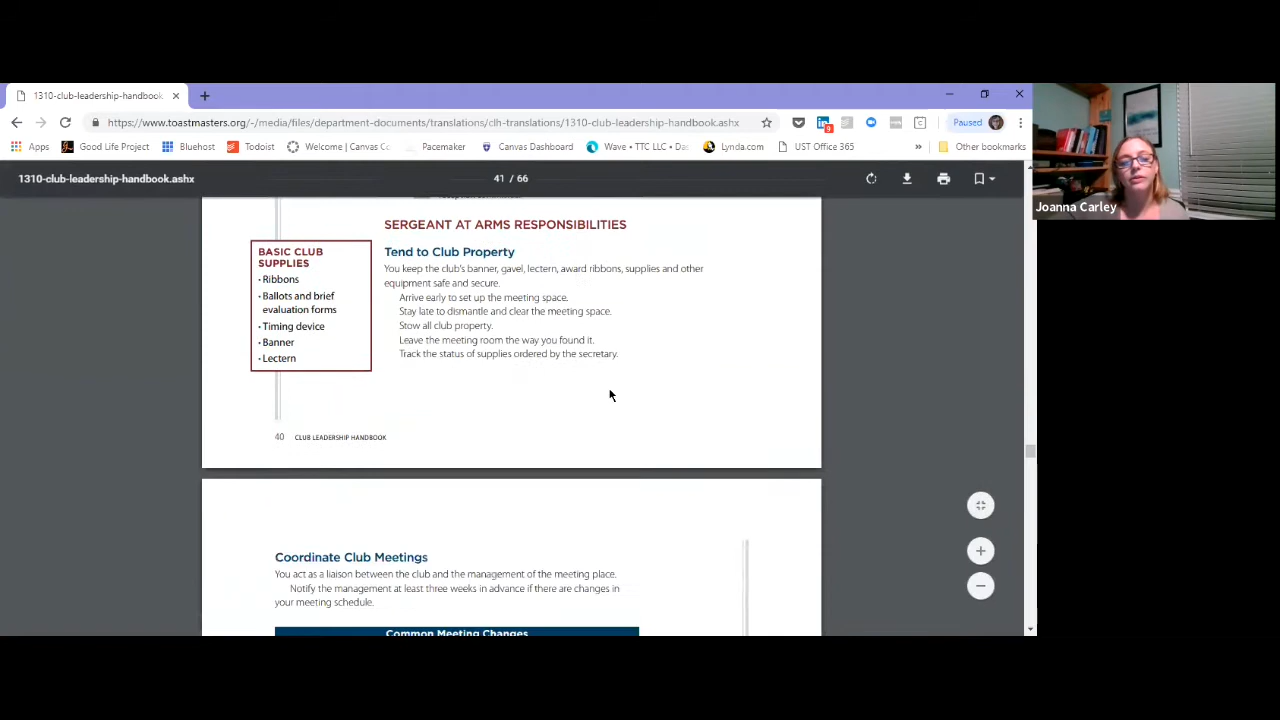 1310-club-leadership-handbook
https://www.toastmasters.org/-/media/files/department-documents/translations/clh-translations/1310-club-leadership-handbook.ashx
9
Paused
Apps
Good Life Project
Bluehost
Todoist
Welcome | Canvas Co
Pacemaker
Canvas Dashboard
Wave • TTC LLC • Das
Lynda.com
UST Office 365
»
Other bookmarks
1310-club-leadership-handbook.ashx
41 / 66
Joanna Carley
SERGEANT AT ARMS RESPONSIBILITIES
BASIC CLUB
SUPPLIES
• Ribbons
• Ballots and brief
evaluation forms
• Timing device
• Banner
• Lectern
Tend to Club Property
You keep the club's banner, gavel, lectern, award ribbons, supplies and other
equipment safe and secure.
Arrive early to set up the meeting space.
Stay late to dismantle and clear the meeting space.
Stow all club property.
Leave the meeting room the way you found it.
Track the status of supplies ordered by the secretary.
40 CLUB LEADERSHIP HANDBOOK
Coordinate Club Meetings
You act as a liaison between the club and the management of the meeting place.
Notify the management at least three weeks in advance if there are changes in
your meeting schedule.
Common Meeting Changes